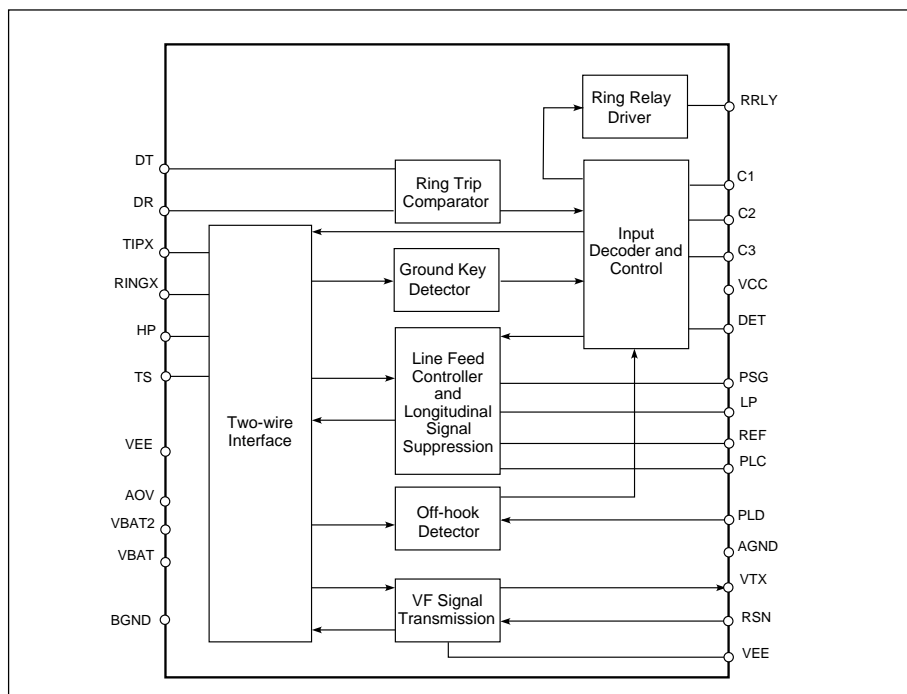 Ring Relay
Driver
RRLY
DT
DR
TIPX
RINGX
HP
TS
VEE
AOV
VBAT2
VBAT
BGND
Two-wire
Interface
Ring Trip
Comparator
Ground Key
Detector
Line Feed
Controller
and
Longitudinal
Signal
Suppression
Off-hook
Detector
VF Signal
Transmission
Input
Decoder and
Control
C1
C2
C3
VCC
DET
PSG
LP
REF
PLC
PLD
AGND
VTX
RSN
VEE